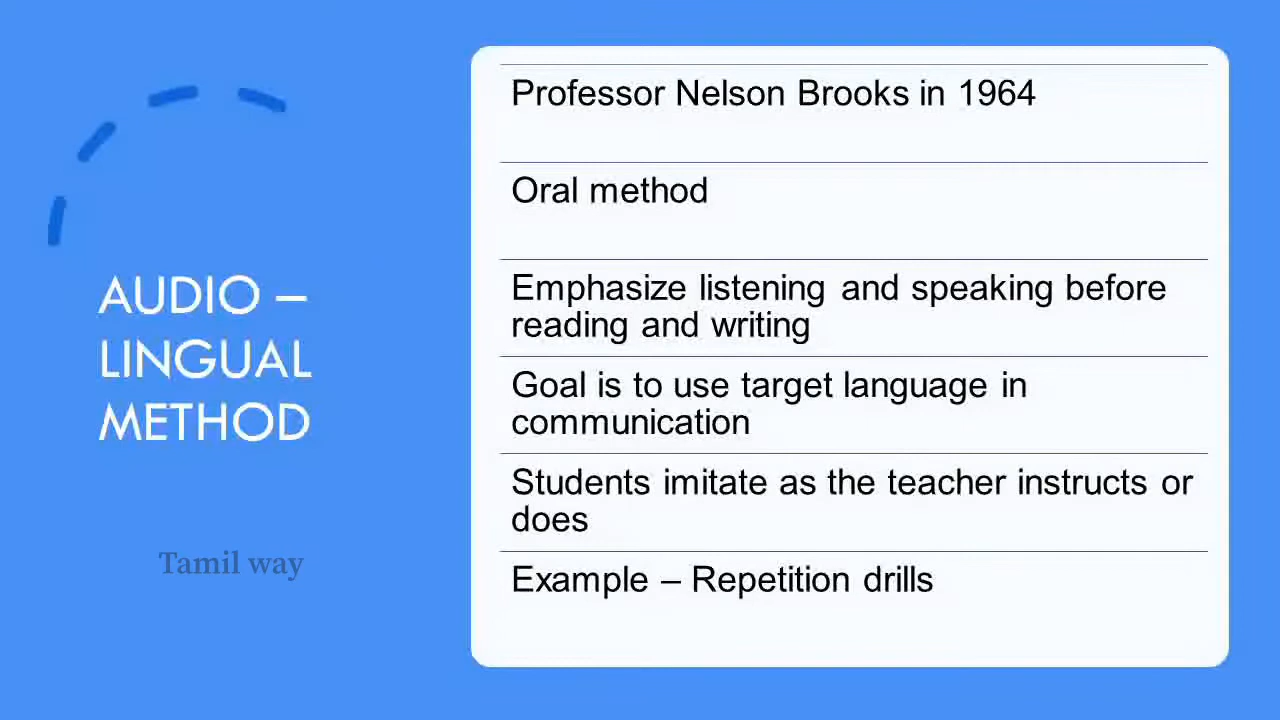 AUDIO –
LINGUAL
METHOD
Tamil way
Professor Nelson Brooks in 1964
Oral method
Emphasize listening and speaking before
reading and writing
Goal is to use target language in
communication
Students imitate as the teacher instructs or
does
Example – Repetition drills